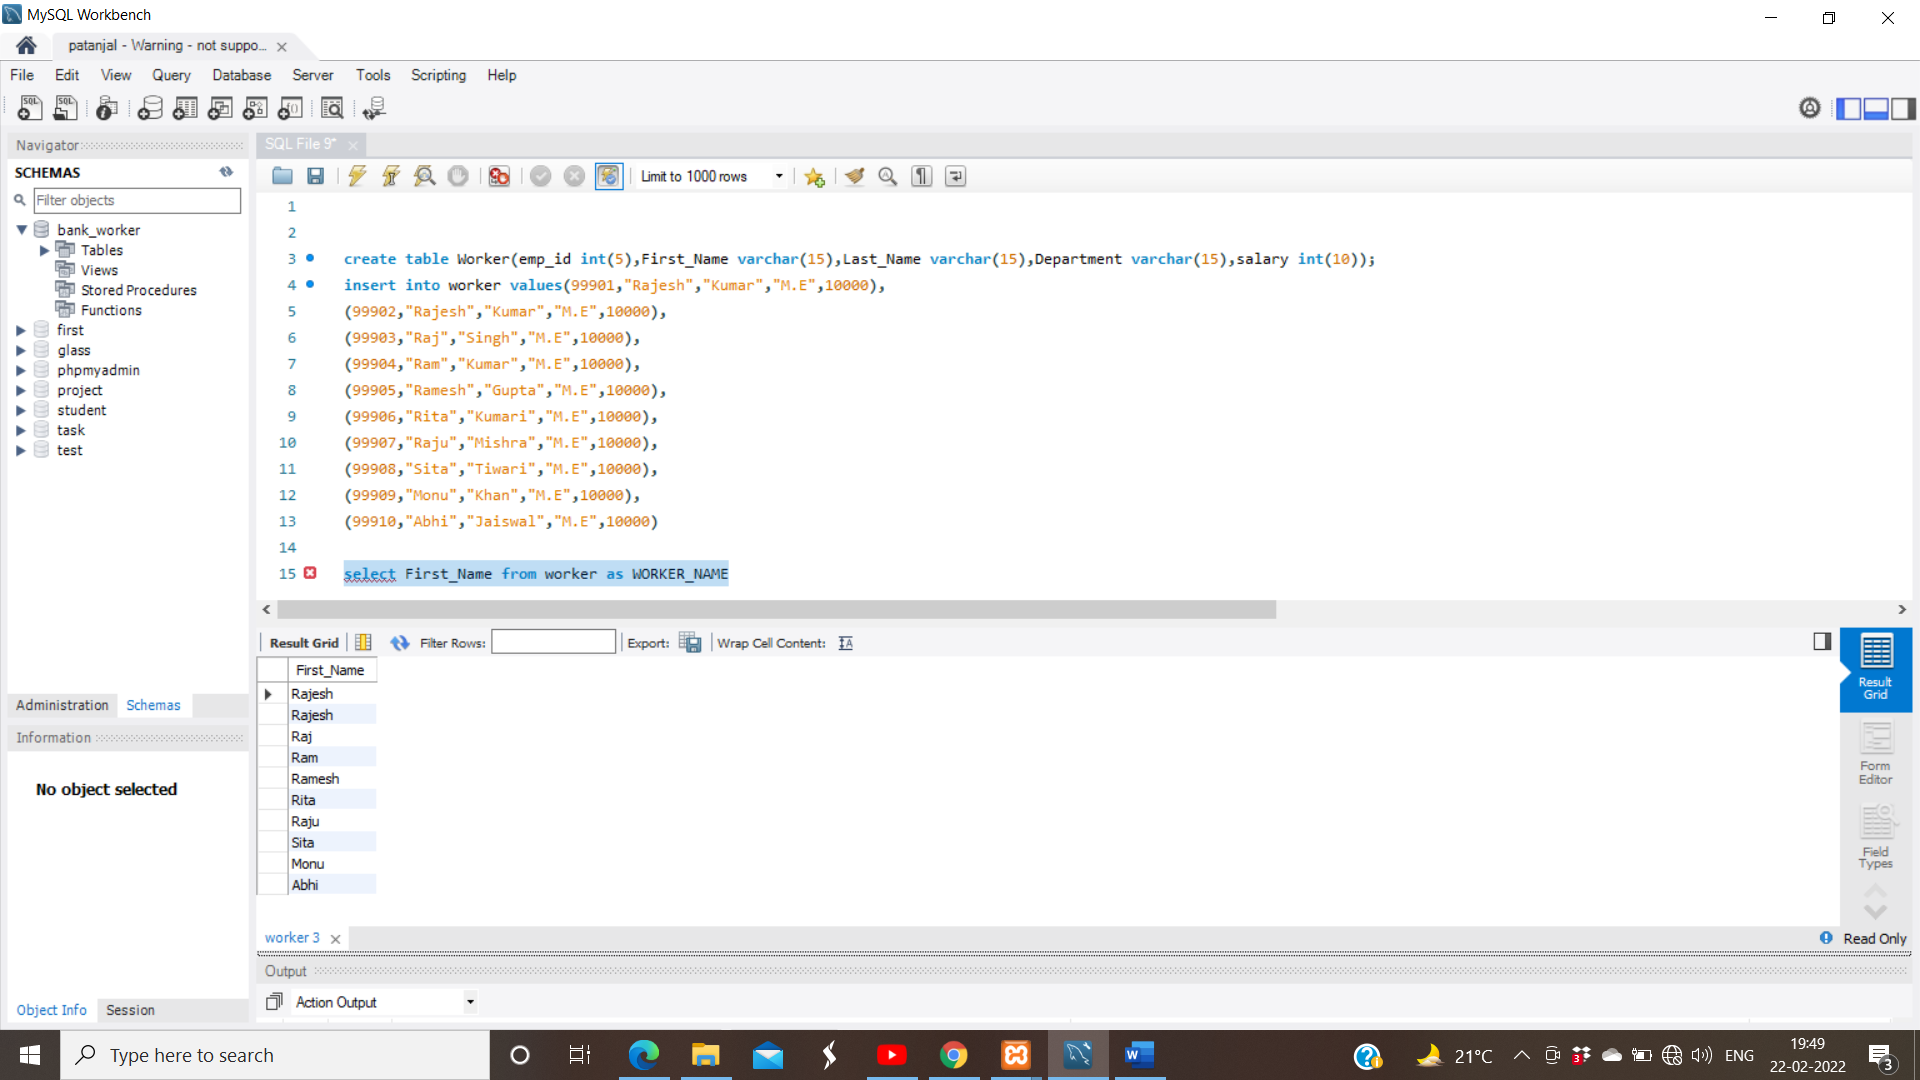 MySQL Workbench
patanjal - Warning - not suppo...
File Edit View Query Database Server Tools Scripting Help
Navigator
SCHEMAS
Filter objects
bank_worker
Tables
Views
Stored Procedures
Functions
first
glass
phpmyadmin
project
student
task
test
Administration Schemas
Information
No object selected
Object Info Session
SQL File 9*
Limit to 1000 rows
1
2
3 create table Worker(emp_id int(5),First_Name varchar(15),Last_Name varchar(15),Department varchar(15),salary int(10));
4 insert into worker values(99901,"Rajesh","Kumar","M.E",10000),
5 (99902,"Rajesh","Kumar","M.E",10000),
6 (99903,"Raj","Singh","M.E",10000),
7 (99904,"Ram","Kumar","M.E",10000),
8 (99905,"Ramesh","Gupta","M.E",10000),
9 (99906,"Rita","Kumari","M.E",10000),
10 (99907,"Raju","Mishra","M.E",10000),
11 (99908,"Sita","Tiwari","M.E",10000),
12 (99909,"Monu","Khan","M.E",10000),
13 (99910,"Abhi","Jaiswal","M.E",10000)
14
15 select First_Name from worker as WORKER_NAME
Result Grid Filter Rows: Export: Wrap Cell Content:
First_Name
Rajesh
Rajesh
Raj
Ram
Ramesh
Rita
Raju
Sita
Monu
Abhi
Result
Grid
Form
Editor
Field
Types
worker 3
Read Only
Output
Action Output
Type here to search
21°C
ENG
19:49
22-02-2022
3